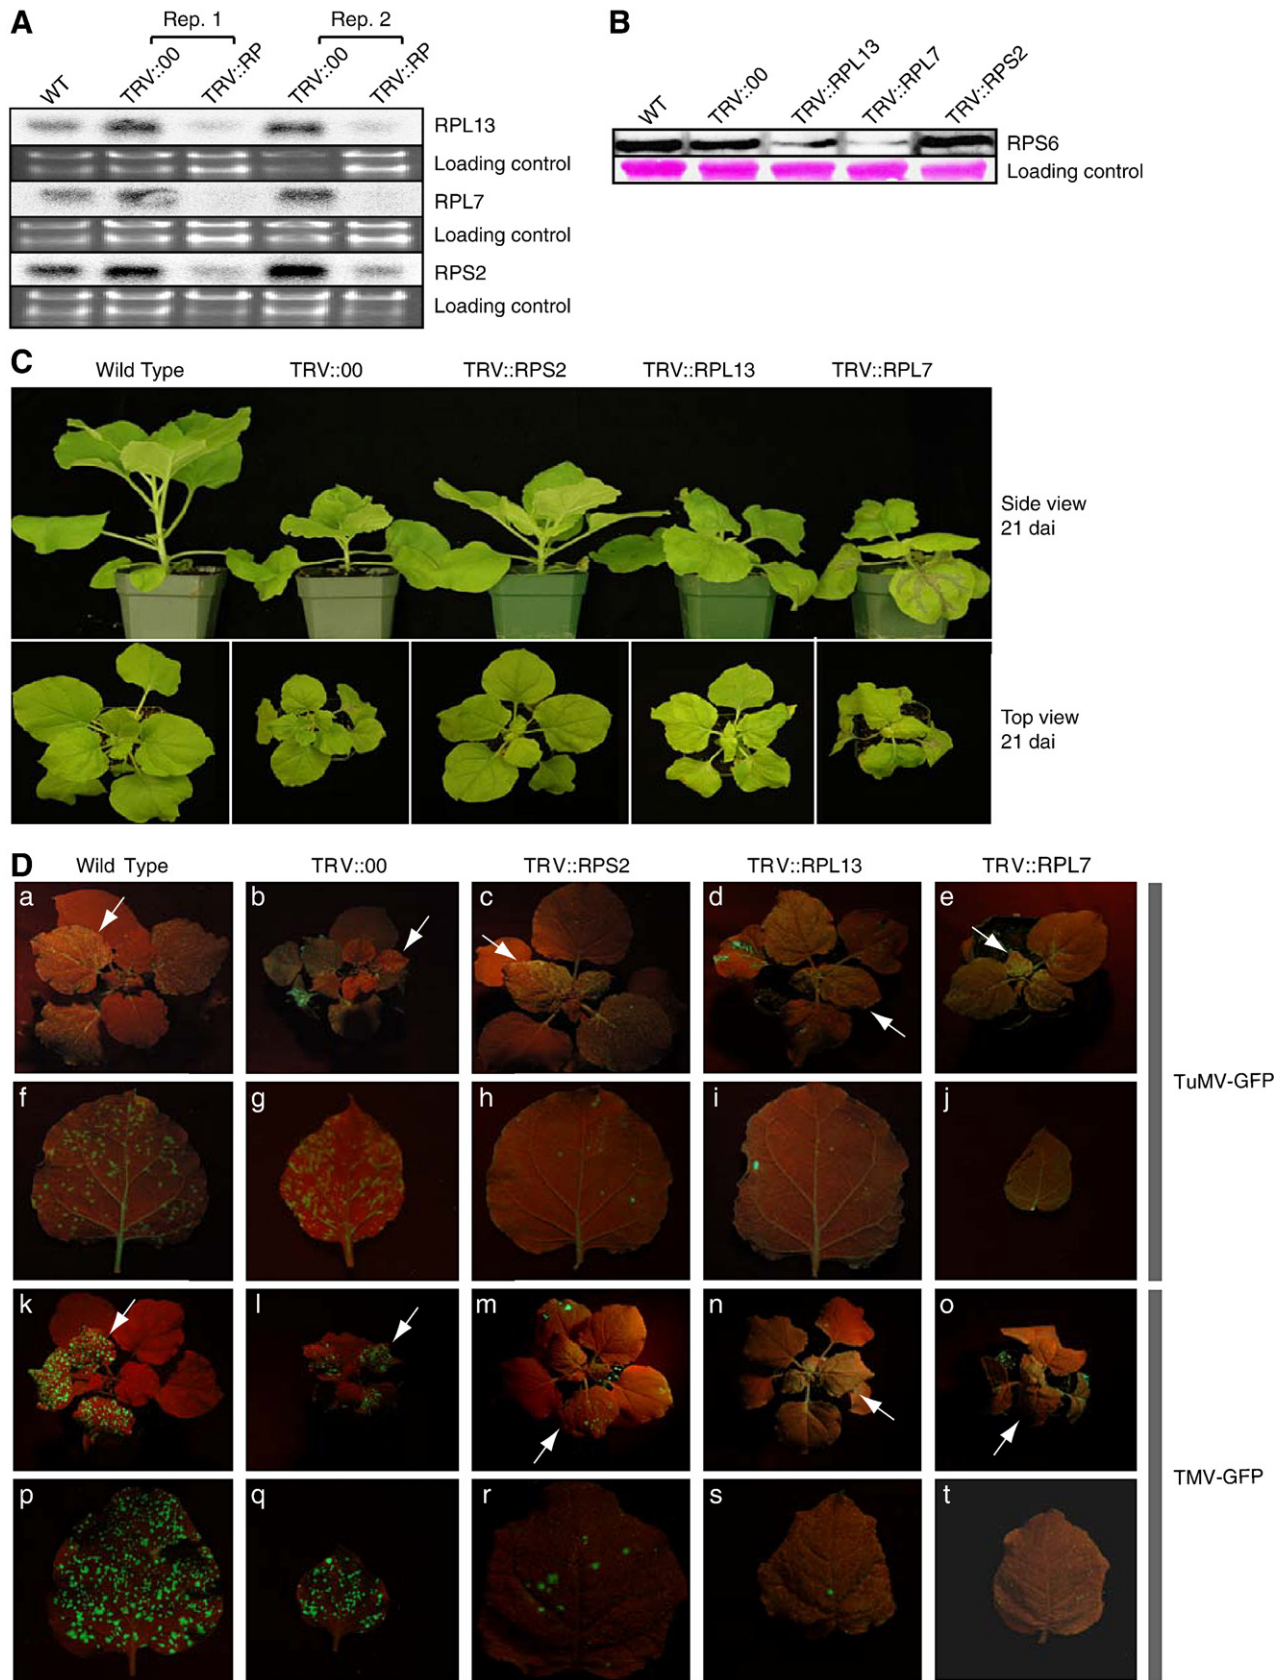 A
Rep. 1
Rep. 2
WT
TRV::00
TRV::RP
TRV::00
TRV::RP
RPL13
Loading control
RPL7
Loading control
RPS2
Loading control
B
WT
TRV::00
TRV::RPL13
TRV::RPL7
TRV::RPS2
RPS6
Loading control
C
Wild Type
TRV::00
TRV::RPS2
TRV::RPL13
TRV::RPL7
Side view
21 dai
Top view
21 dai
D
Wild Type
TRV::00
TRV::RPS2
TRV::RPL13
TRV::RPL7
a
b
c
d
e
f
g
h
i
j
TuMV-GFP
k
l
m
n
o
p
q
r
s
t
TMV-GFP